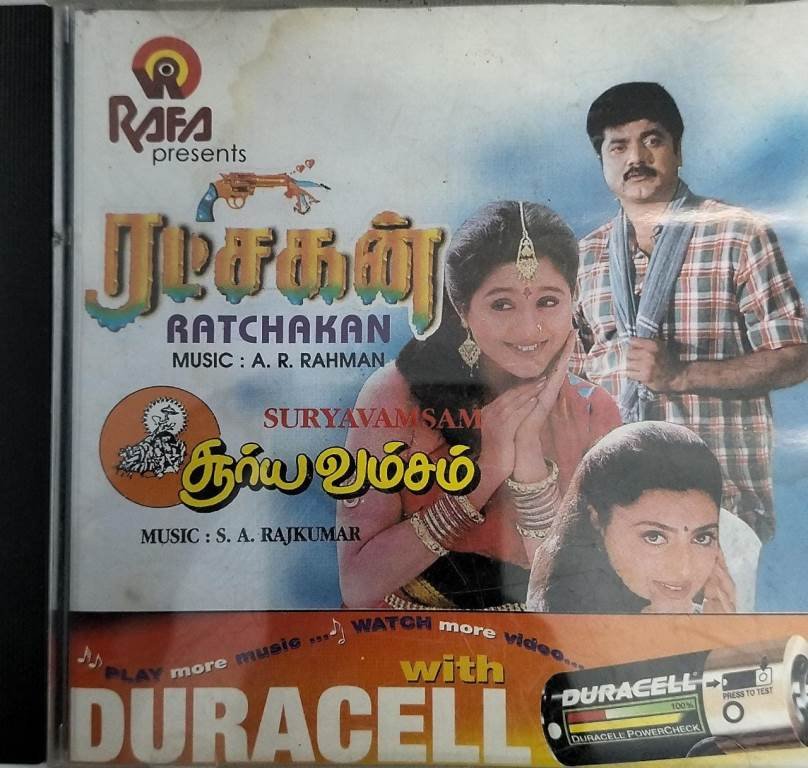 VR
RAFA
presents
ரட்சகன்
RATCHAKAN
MUSIC : A. R. RAHMAN
SURYAVAMSAM
சூர்ய வம்சம்
MUSIC : S. A. RAJKUMAR
PLAY more music ... WATCH more video...
with
DURACELL
DURACELL
PRESS TO TEST
100%
DURACELL POWERCHECK